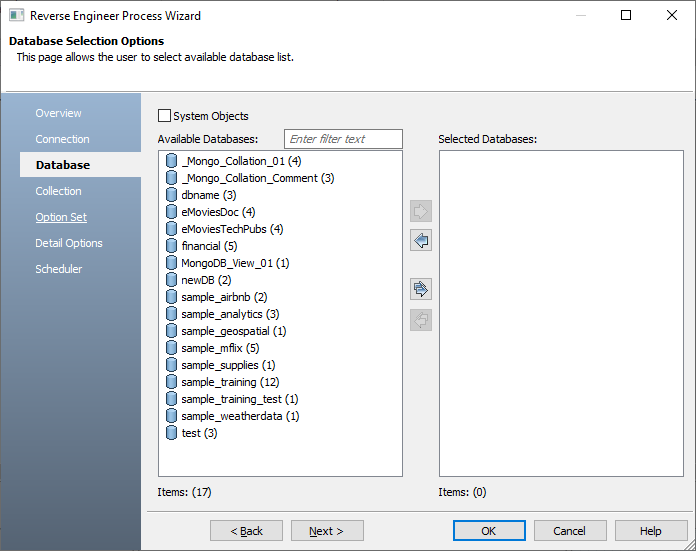 Reverse Engineer Process Wizard
Database Selection Options
This page allows the user to select available database list.
Overview
Connection
Database
Collection
Option Set
Detail Options
Scheduler
System Objects
Available Databases:
Enter filter text
_Mongo_Collation_01 (4)
_Mongo_Collation_Comment (3)
dbname (3)
eMoviesDoc (4)
eMoviesTechPubs (4)
financial (5)
MongoDB_View_01 (1)
newDB (2)
sample_airbnb (2)
sample_analytics (3)
sample_geospatial (1)
sample_mflix (5)
sample_supplies (1)
sample_training (12)
sample_training_test (1)
sample_weatherdata (1)
test (3)
Items: (17)
Selected Databases:
Items: (0)
< Back
Next >
OK
Cancel
Help